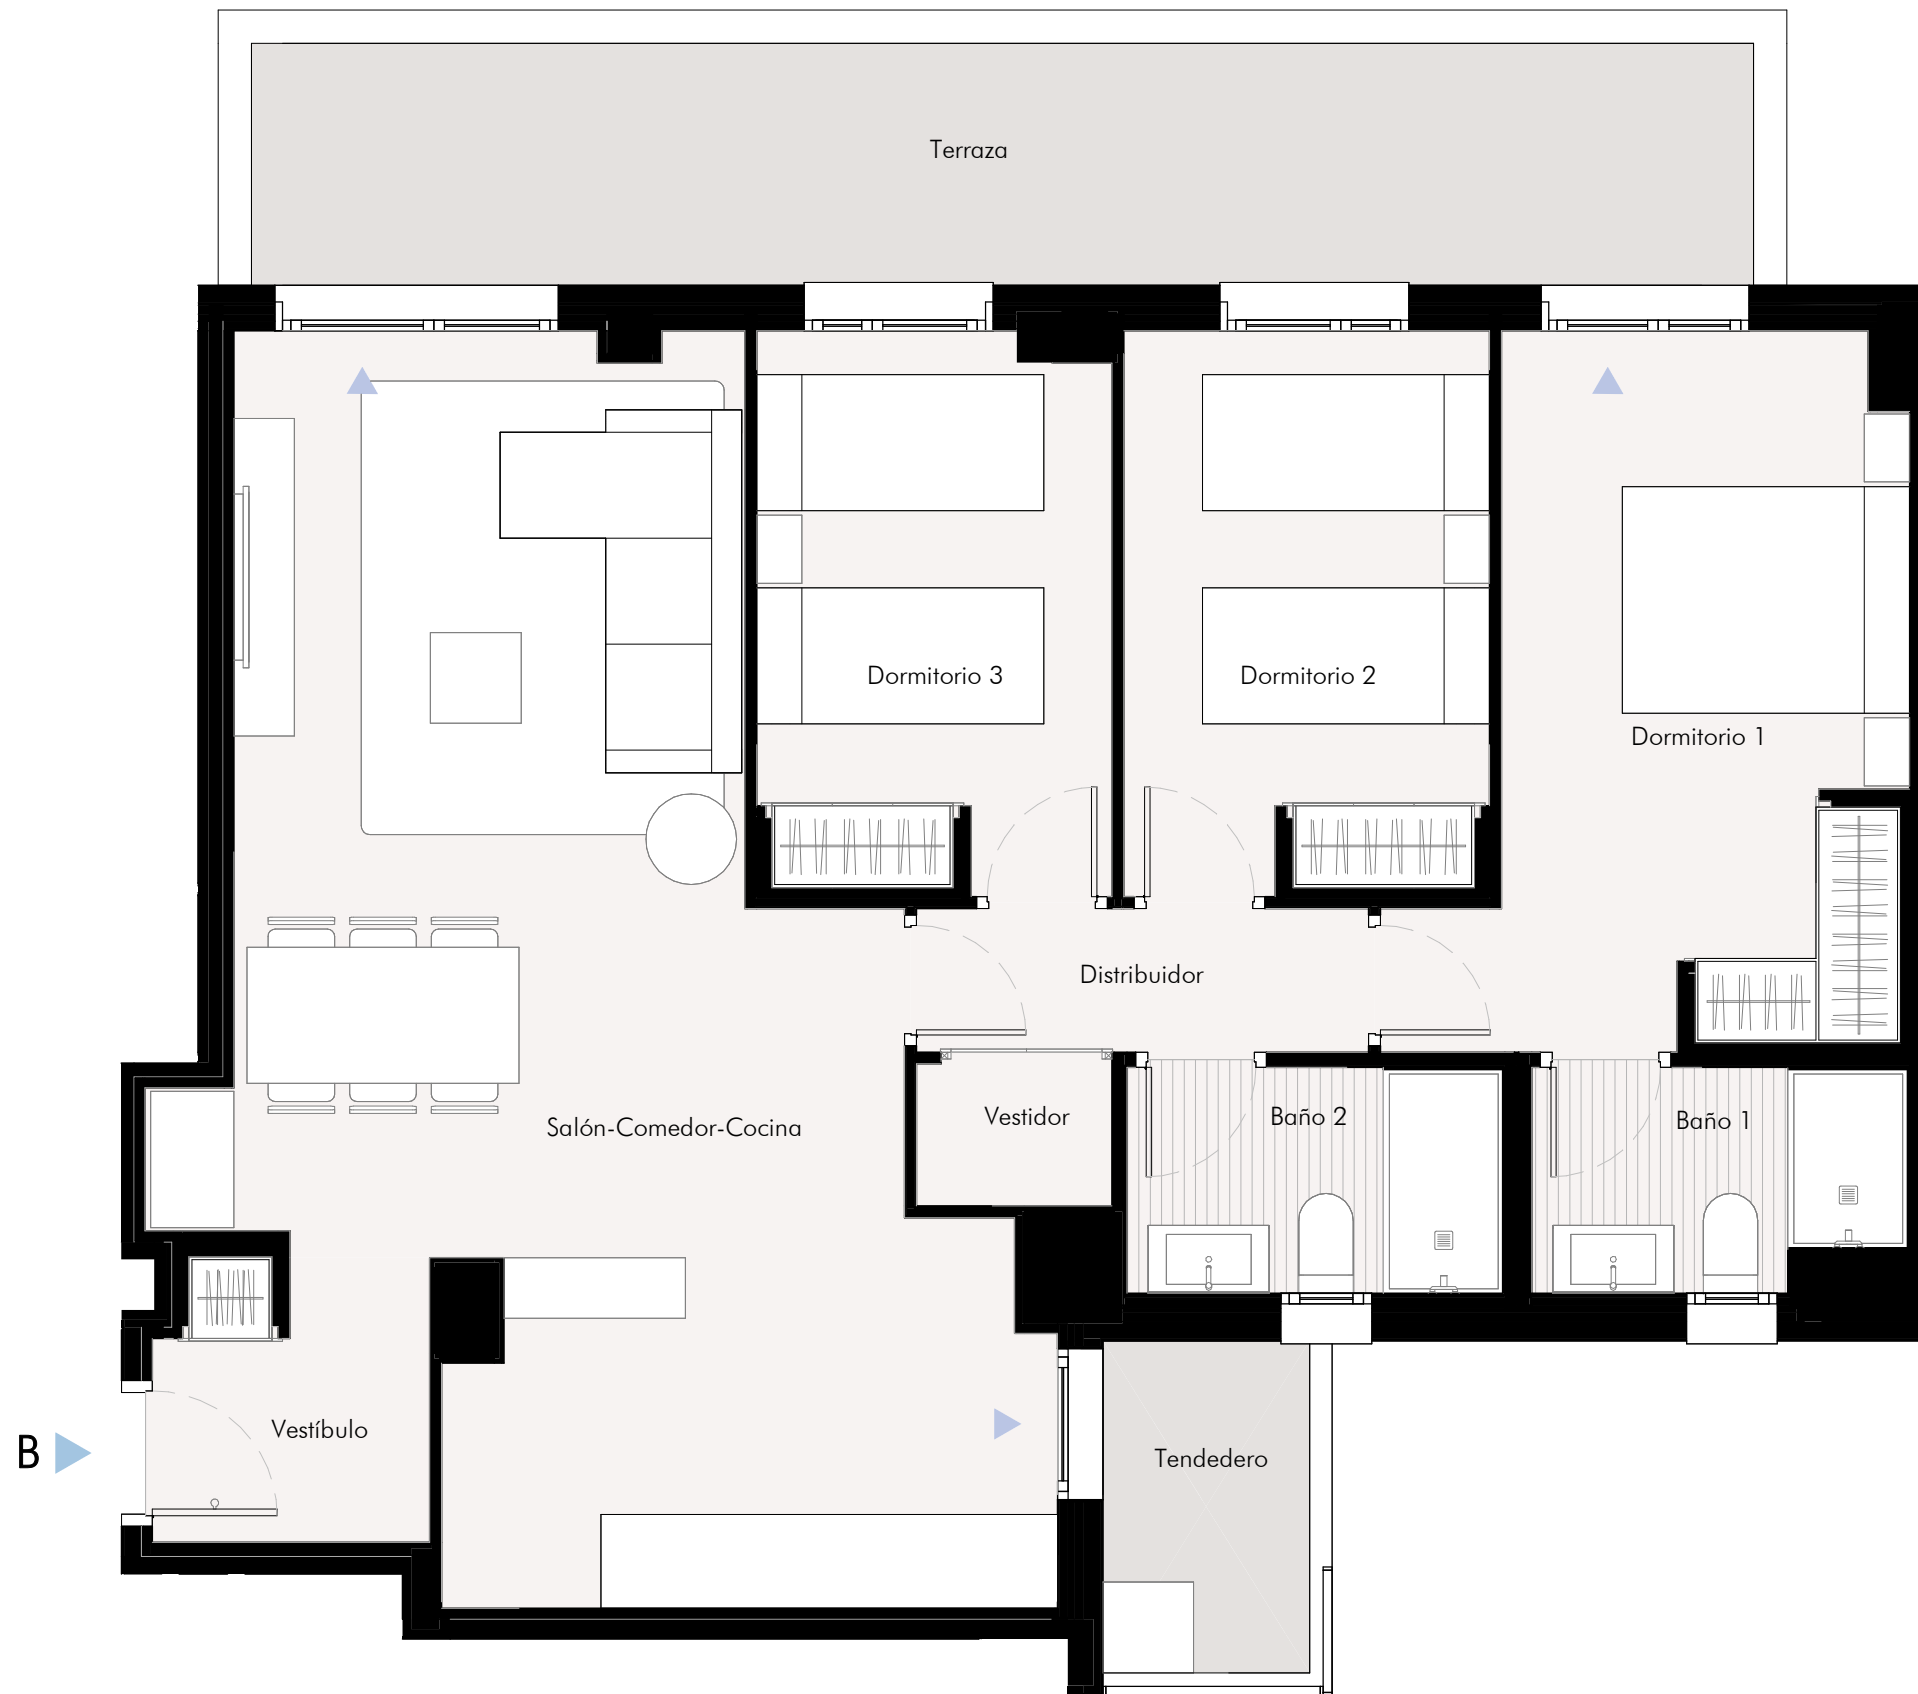 Terraza
Dormitorio 3
Dormitorio 2
Dormitorio 1
Distribuidor
Salón-Comedor-Cocina
Vestidor
Baño 2
Baño 1
Vestíbulo
B
Tendedero